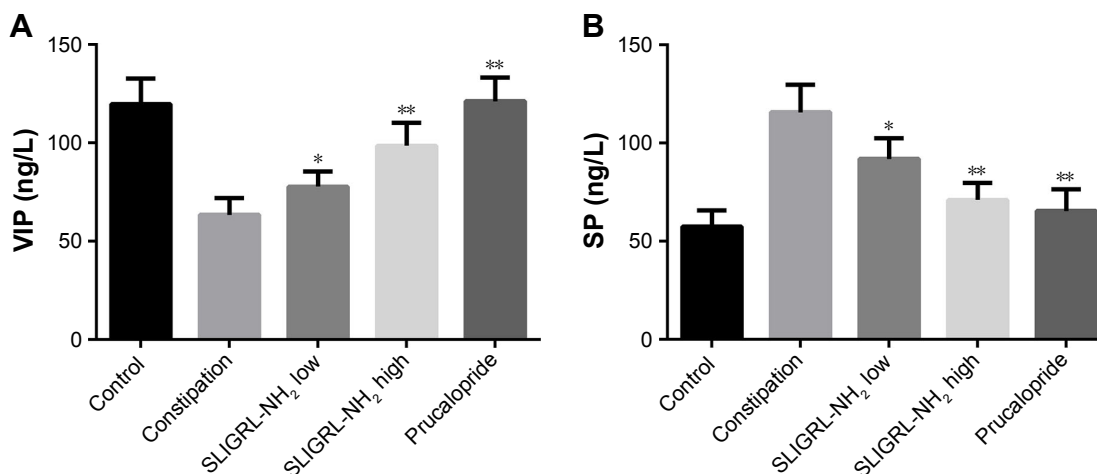 A
VIP (ng/L)
150
100
50
0
*
**
**
Control
Constipation
SLIGRL-NH₂ low
SLIGRL-NH₂ high
Prucalopride
B
SP (ng/L)
150
100
50
0
*
**
**
Control
Constipation
SLIGRL-NH₂ low
SLIGRL-NH₂ high
Prucalopride